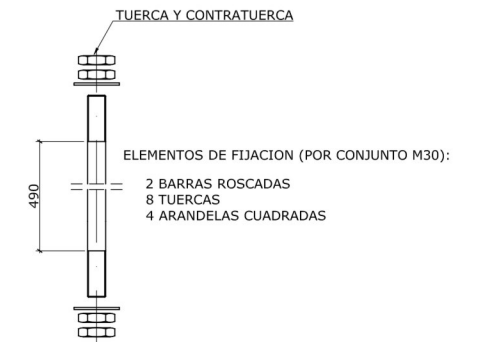 TUERCA Y CONTRATUERCA
ELEMENTOS DE FIJACION (POR CONJUNTO M30):
2 BARRAS ROSCADAS
8 TUERCAS
4 ARANDELAS CUADRADAS
490